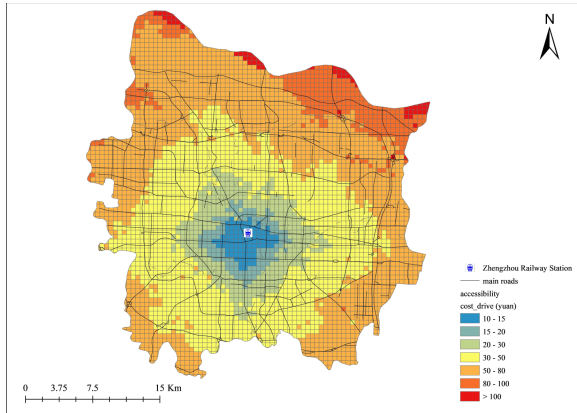 N
Zhengzhou Railway Station
main roads
accessibility
cost_drive (yuan)
10 - 15
15 - 20
20 - 30
30 - 50
50 - 80
80 - 100
> 100
0 3.75 7.5 15 Km